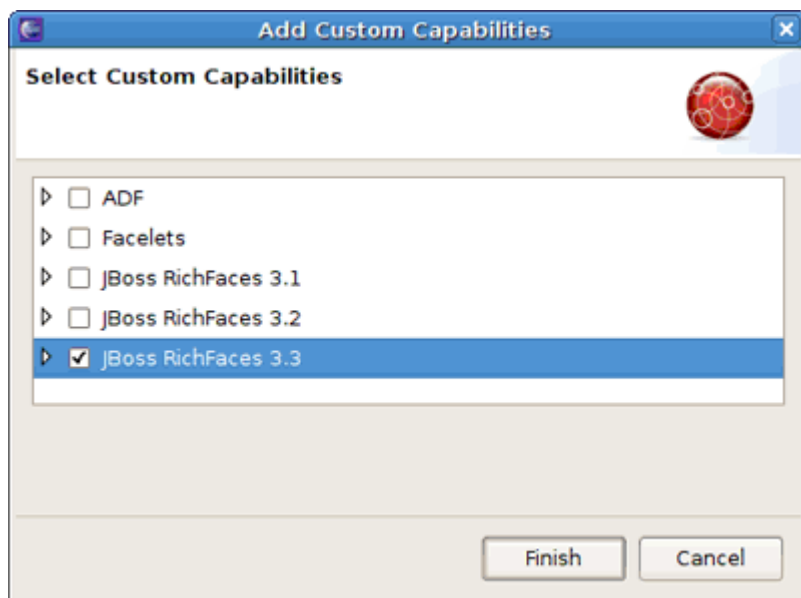 Add Custom Capabilities
Select Custom Capabilities
ADF
Facelets
JBoss RichFaces 3.1
JBoss RichFaces 3.2
JBoss RichFaces 3.3
Finish Cancel